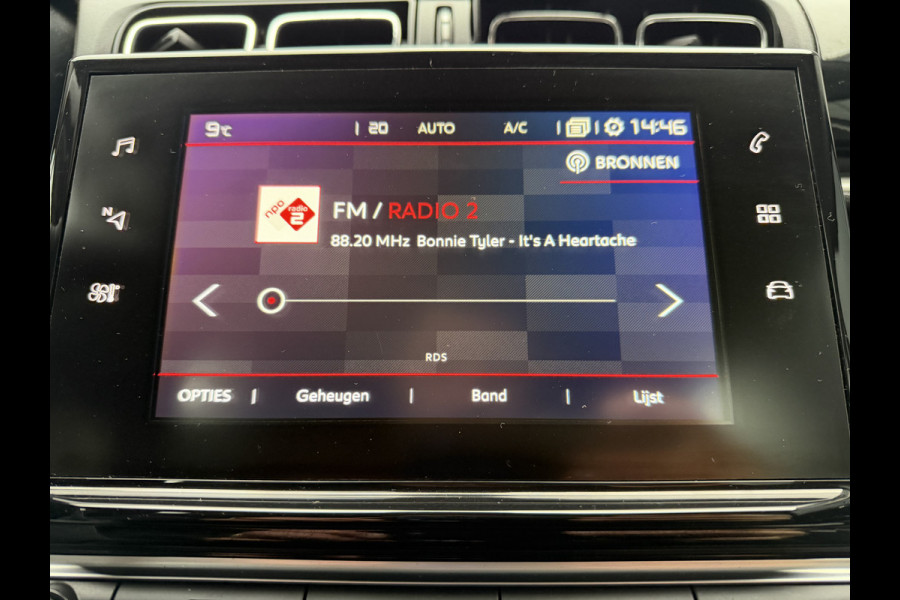 9°C | 20 AUTO A/C | | 14:46
BRONNEN
npo radio 2
FM / RADIO 2
88.20 MHz Bonnie Tyler - It's A Heartache
N
RDS
OPTIES | Geheugen | Band | Lijst